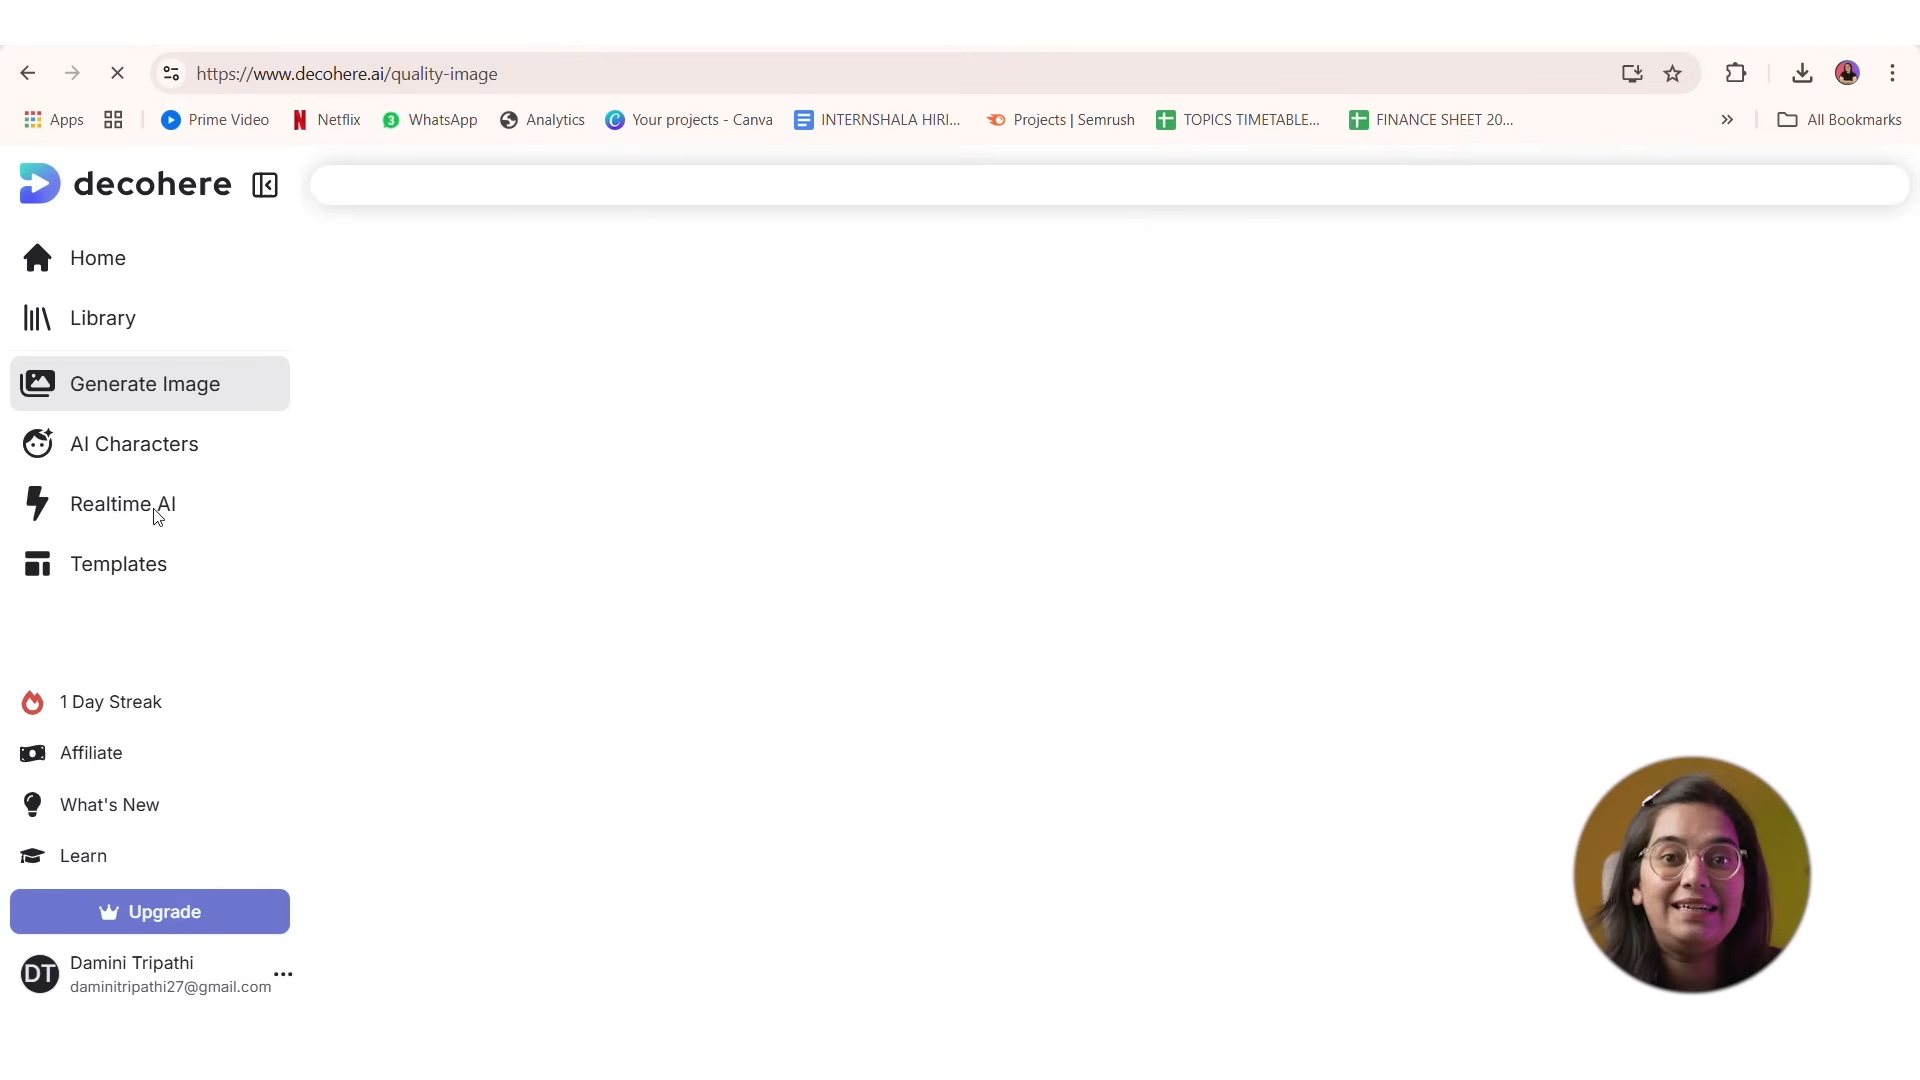 https://www.decohere.ai/quality-image
Apps Prime Video Netflix WhatsApp Analytics Your projects - Canva INTERNSHALA HIRI... Projects | Semrush TOPICS TIMETABLE... FINANCE SHEET 20... All Bookmarks
decohere
Home
Library
Generate Image
AI Characters
Realtime AI
Templates
1 Day Streak
Affiliate
What's New
Learn
Upgrade
DT Damini Tripathi
daminitripathi27@gmail.com